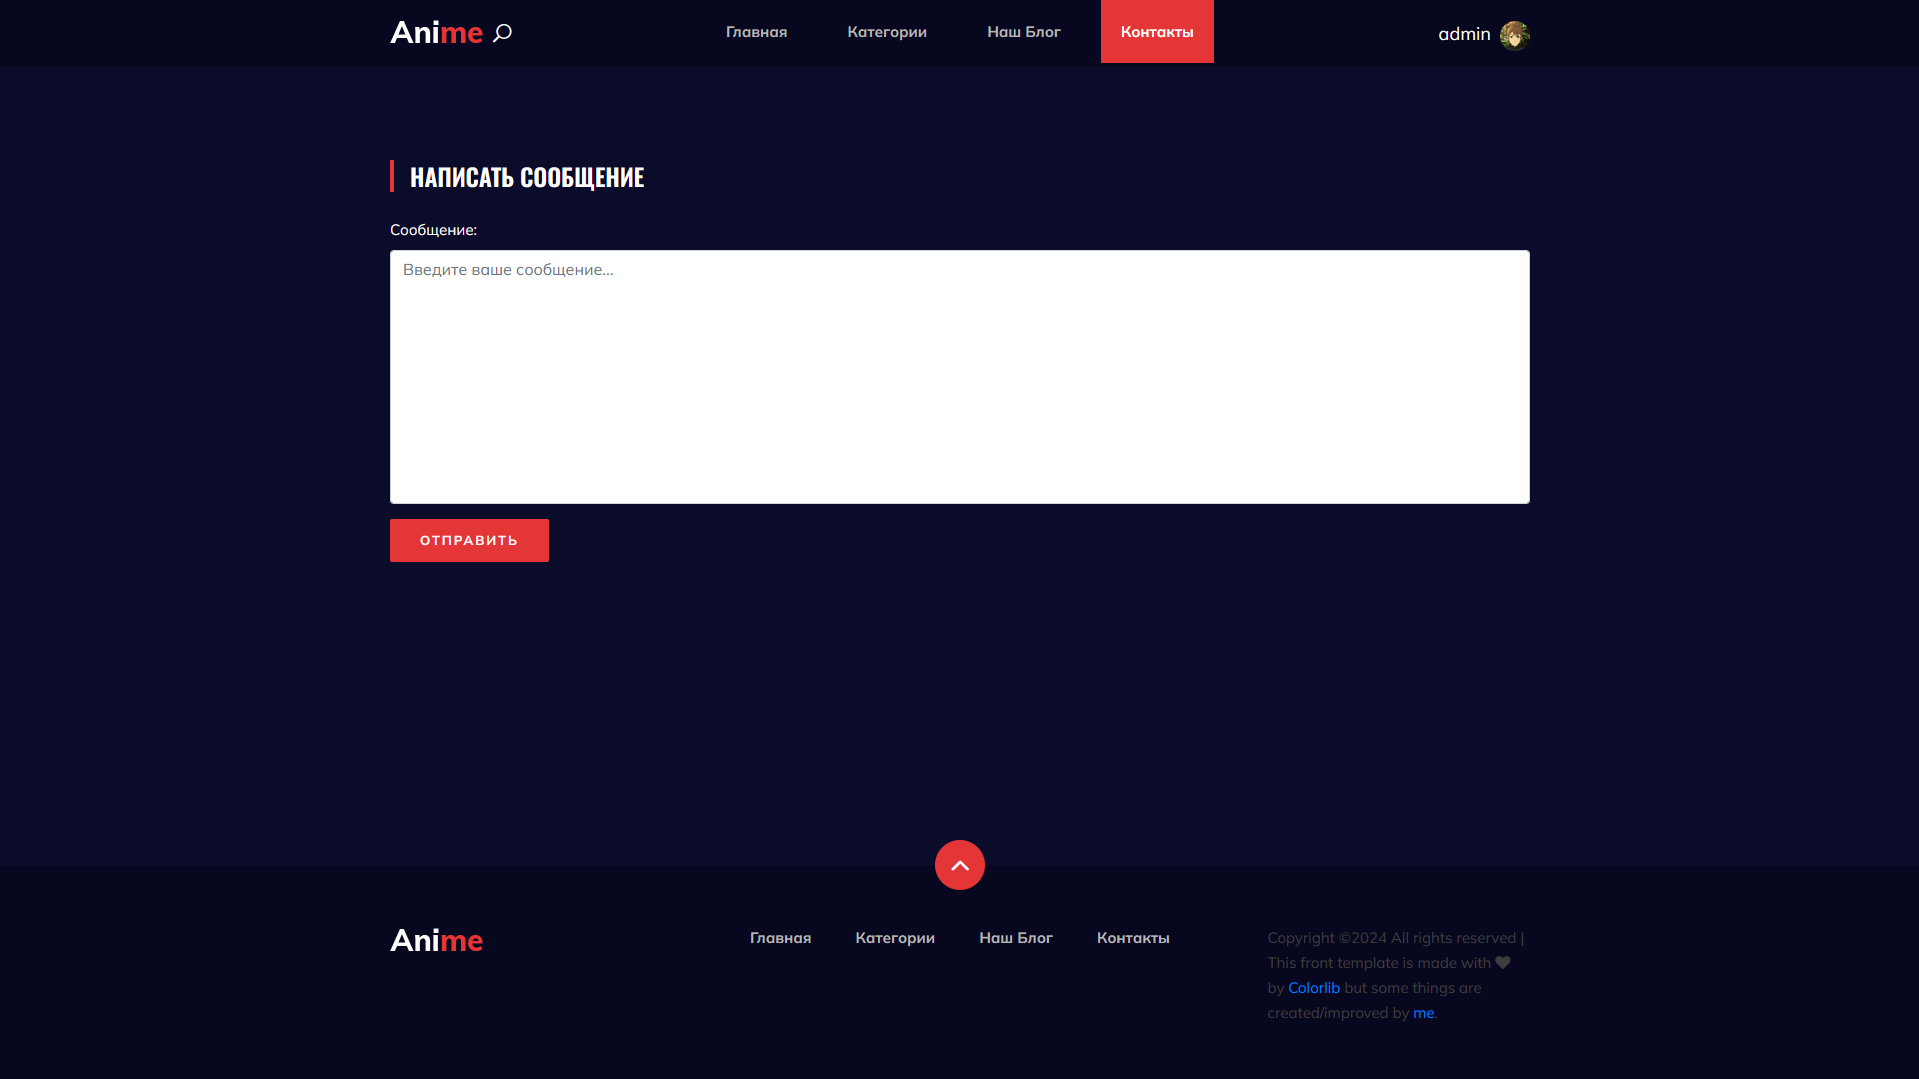 Anime
Главная
Категории
Наш Блог
Контакты
admin
НАПИСАТЬ СООБЩЕНИЕ
Сообщение:
Введите ваше сообщение...
ОТПРАВИТЬ
Anime
Главная
Категории
Наш Блог
Контакты
Copyright ©2024 All rights reserved |
This front template is made with
by Colorlib but some things are
created/improved by me.